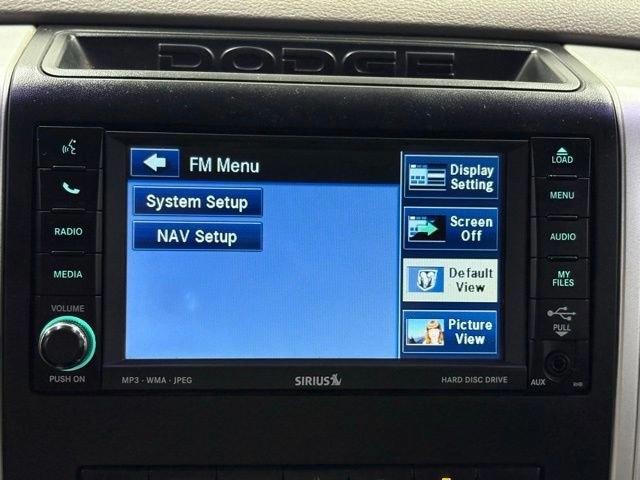 DODGE
FM Menu
System Setup
NAV Setup
Display
Setting
Screen
Off
Default
View
Picture
View
RADIO
MEDIA
VOLUME
PUSH ON
LOAD
MENU
AUDIO
MY
FILES
PULL
AUX
RHB
MP3 · WMA · JPEG
SIRIUS
HARD DISC DRIVE